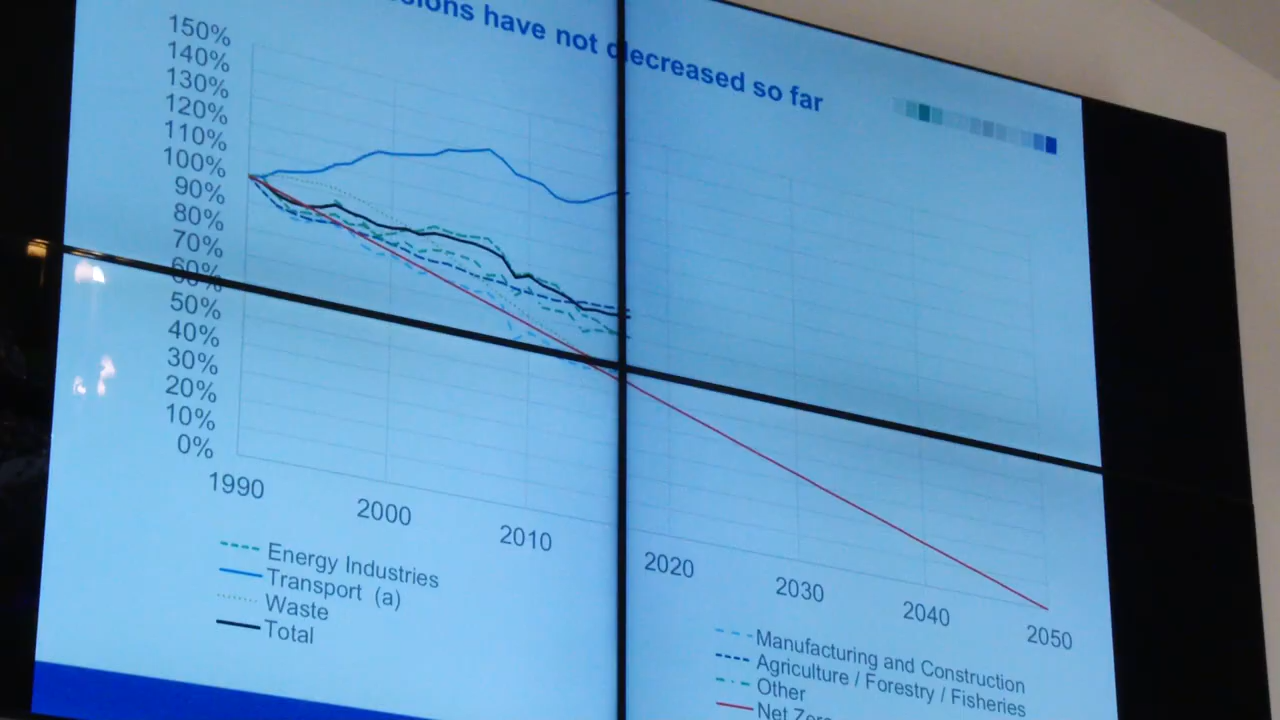 have not decreased so far
150%
140%
130%
120%
110%
100%
90%
80%
70%
60%
50%
40%
30%
20%
10%
0%
1990
2000
2010
2020
2030
2040
2050
Energy Industries
Transport (a)
Waste
Total
Manufacturing and Construction
Agriculture / Forestry / Fisheries
Other
Net